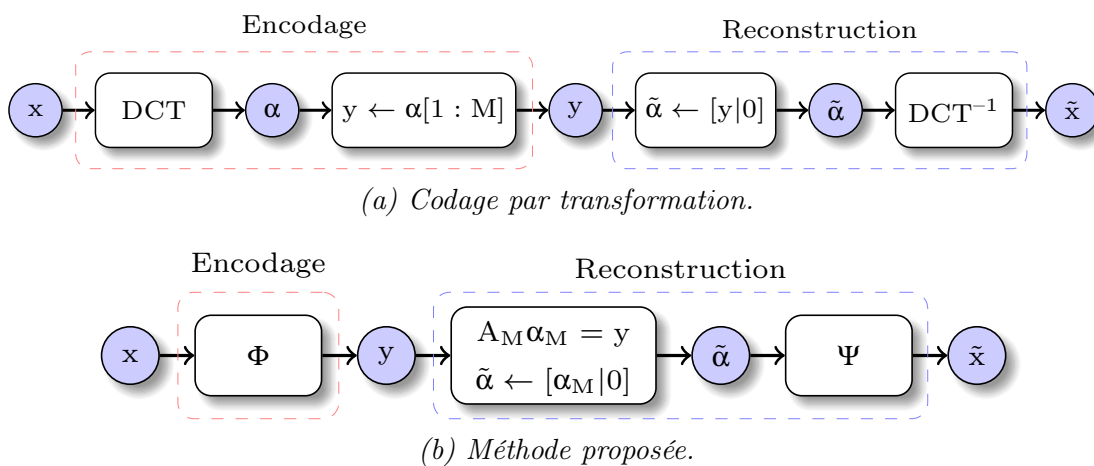 Encodage Reconstruction
x DCT α y ← α[1 : M] y α̃ ← [y|0] α̃ DCT⁻¹ x̃
(a) Codage par transformation.
Encodage Reconstruction
x Φ y A_M α_M = y α̃ Ψ x̃
α̃ ← [α_M|0]
(b) Méthode proposée.